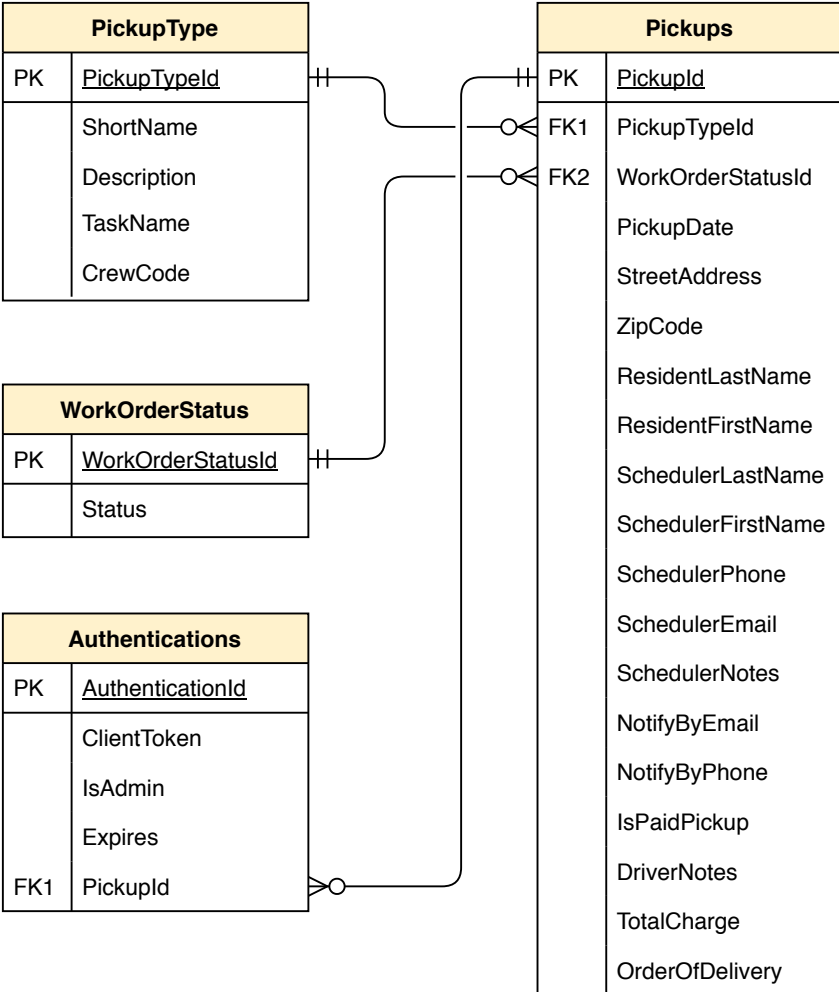 PickupType
PK PickupTypeId
ShortName
Description
TaskName
CrewCode
WorkOrderStatus
PK WorkOrderStatusId
Status
Authentications
PK AuthenticationId
ClientToken
IsAdmin
Expires
FK1 PickupId
Pickups
PK PickupId
FK1 PickupTypeId
FK2 WorkOrderStatusId
PickupDate
StreetAddress
ZipCode
ResidentLastName
ResidentFirstName
SchedulerLastName
SchedulerFirstName
SchedulerPhone
SchedulerEmail
SchedulerNotes
NotifyByEmail
NotifyByPhone
IsPaidPickup
DriverNotes
TotalCharge
OrderOfDelivery